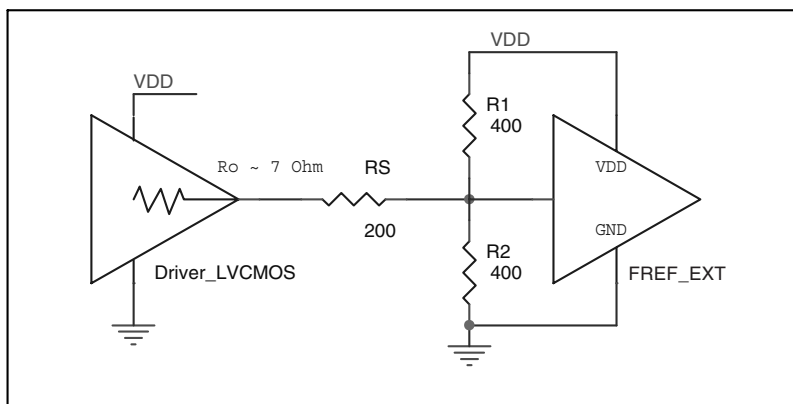 VDD
VDD
R1
400
Ro ~ 7 Ohm
RS
VDD
200
GND
R2
400
Driver_LVCMOS
FREF_EXT